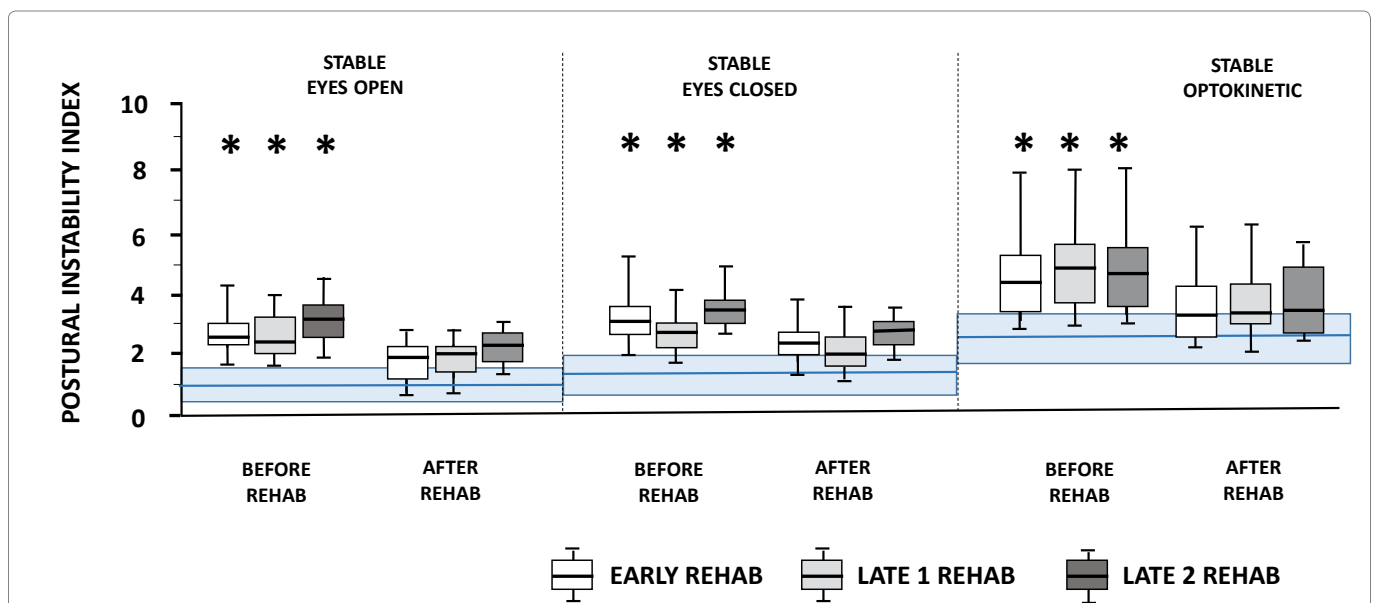 STABLE
EYES OPEN
STABLE
EYES CLOSED
STABLE
OPTOKINETIC
POSTURAL INSTABILITY INDEX
10
8
6
4
2
0
* * *
* * *
* * *
BEFORE
REHAB
AFTER
REHAB
BEFORE
REHAB
AFTER
REHAB
BEFORE
REHAB
AFTER
REHAB
EARLY REHAB
LATE 1 REHAB
LATE 2 REHAB